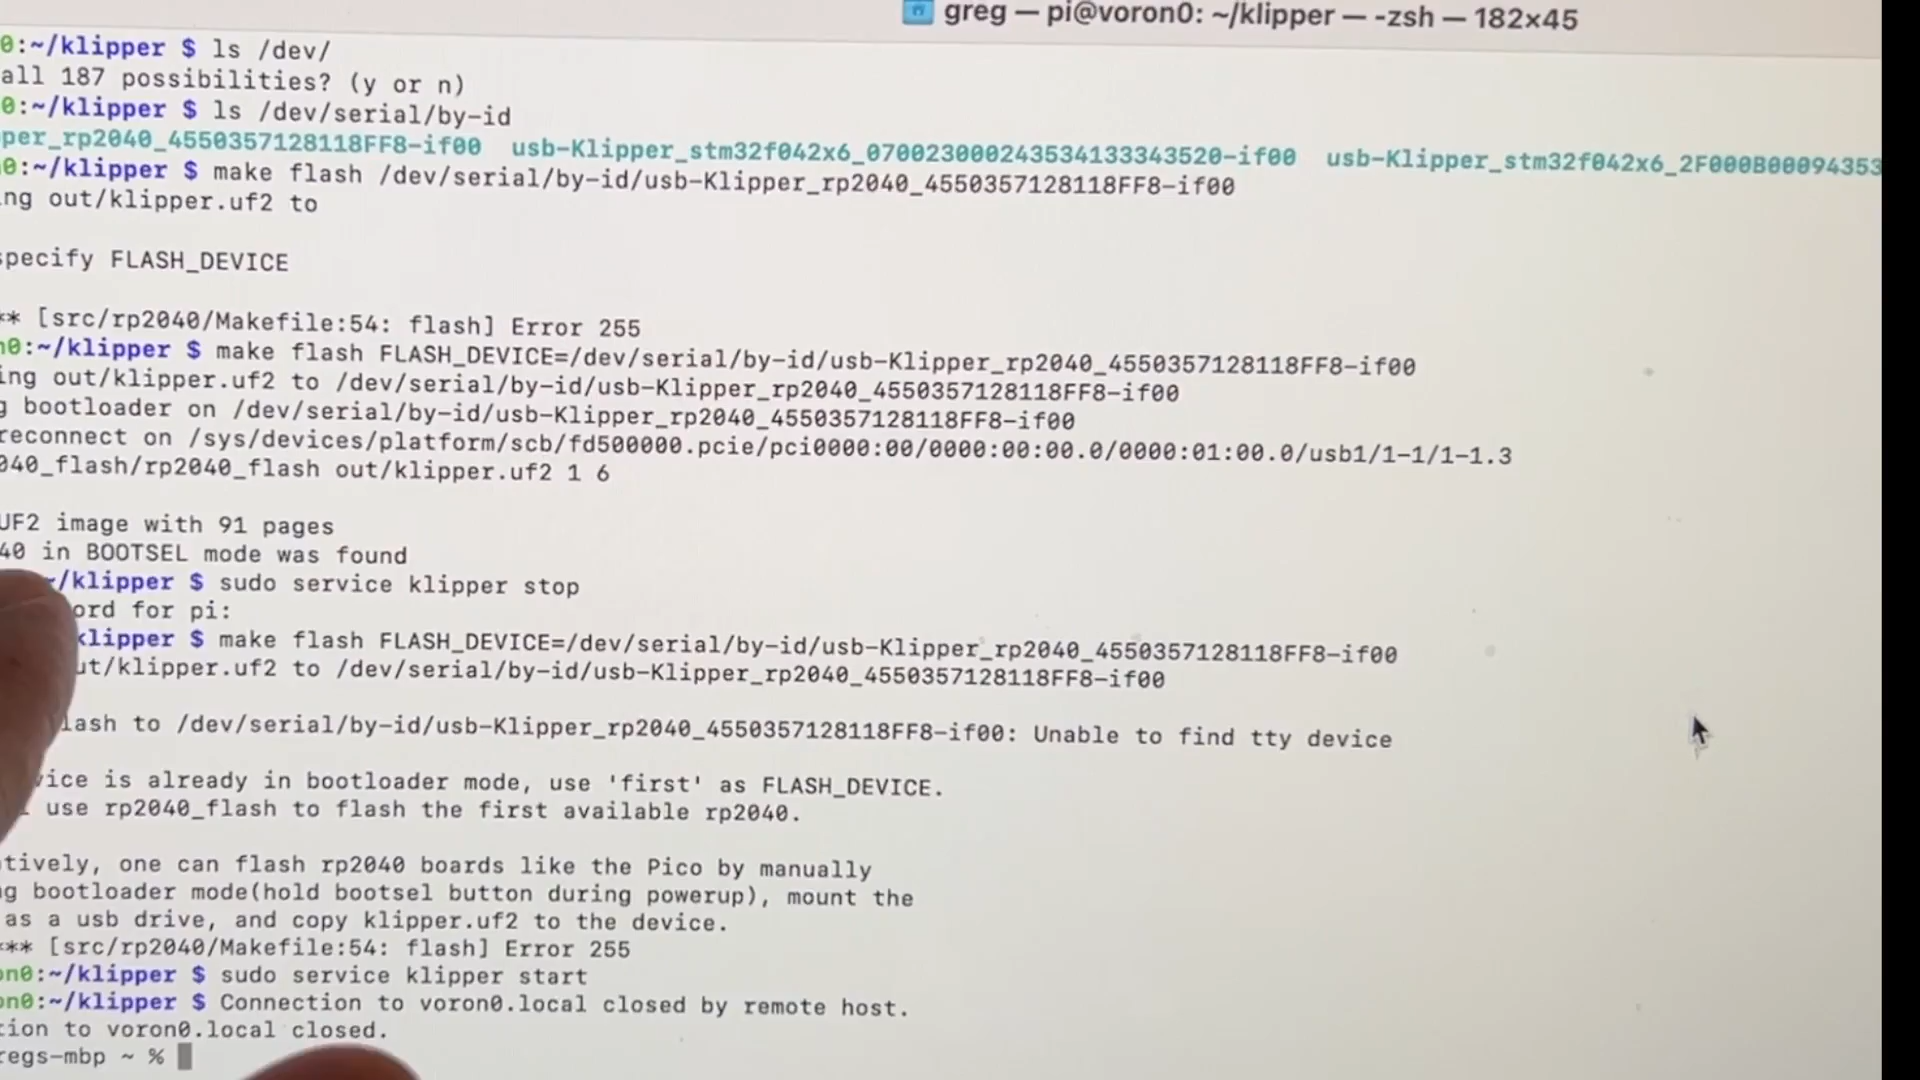 greg — pi@voron0: ~/klipper — -zsh — 182×45
0:~/klipper $ ls /dev/
all 187 possibilities? (y or n)
0:~/klipper $ ls /dev/serial/by-id
per_rp2040_4550357128118FF8-if00 usb-Klipper_stm32f042x6_070023000243534133343520-if00 usb-Klipper_stm32f042x6_2F000B00094353
n0:~/klipper $ make flash /dev/serial/by-id/usb-Klipper_rp2040_4550357128118FF8-if00
ing out/klipper.uf2 to
specify FLASH_DEVICE
** [src/rp2040/Makefile:54: flash] Error 255
n0:~/klipper $ make flash FLASH_DEVICE=/dev/serial/by-id/usb-Klipper_rp2040_4550357128118FF8-if00
ing out/klipper.uf2 to /dev/serial/by-id/usb-Klipper_rp2040_4550357128118FF8-if00
g bootloader on /dev/serial/by-id/usb-Klipper_rp2040_4550357128118FF8-if00
reconnect on /sys/devices/platform/scb/fd500000.pcie/pci0000:00/0000:00:00.0/0000:01:00.0/usb1/1-1/1-1.3
040_flash/rp2040_flash out/klipper.uf2 1 6
UF2 image with 91 pages
40 in BOOTSEL mode was found
~/klipper $ sudo service klipper stop
ord for pi:
klipper $ make flash FLASH_DEVICE=/dev/serial/by-id/usb-Klipper_rp2040_4550357128118FF8-if00
ut/klipper.uf2 to /dev/serial/by-id/usb-Klipper_rp2040_4550357128118FF8-if00
lash to /dev/serial/by-id/usb-Klipper_rp2040_4550357128118FF8-if00: Unable to find tty device
vice is already in bootloader mode, use 'first' as FLASH_DEVICE.
use rp2040_flash to flash the first available rp2040.
tively, one can flash rp2040 boards like the Pico by manually
ng bootloader mode(hold bootsel button during powerup), mount the
as a usb drive, and copy klipper.uf2 to the device.
*** [src/rp2040/Makefile:54: flash] Error 255
on0:~/klipper $ sudo service klipper start
on0:~/klipper $ Connection to voron0.local closed by remote host.
tion to voron0.local closed.
regs-mbp ~ %